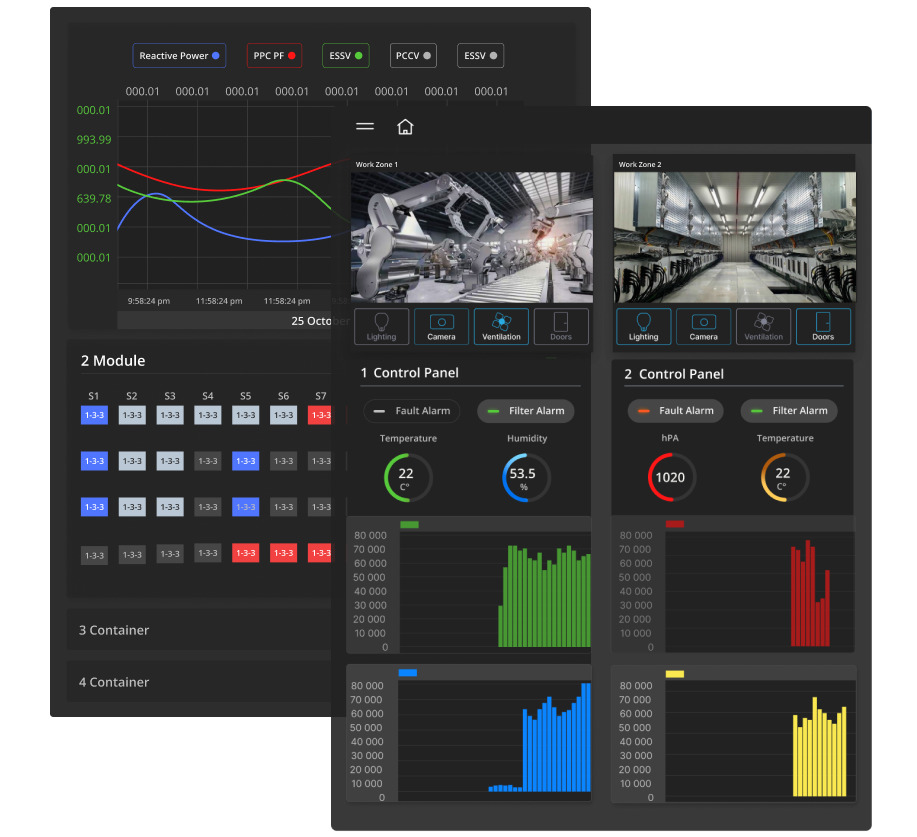 Reactive Power
PPC PF
ESSV
PCCV
ESSV
000.01 000.01 000.01 000.01 000.01 000.01 000.01 000.01
000.01
993.99
000.01
639.78
000.01
000.01
9:58:24 pm 11:58:24 pm 11:58:24 pm
25 Octo
2 Module
S1 S2 S3 S4 S5 S6 S7
1-3-3 1-3-3 1-3-3 1-3-3 1-3-3 1-3-3 1-3-3
1-3-3 1-3-3 1-3-3 1-3-3 1-3-3 1-3-3 1-3-3
1-3-3 1-3-3 1-3-3 1-3-3 1-3-3 1-3-3 1-3-3
1-3-3 1-3-3 1-3-3 1-3-3 1-3-3 1-3-3 1-3-3
3 Container
4 Container
Work Zone 1
Lighting Camera Ventilation Doors
1 Control Panel
Fault Alarm Filter Alarm
Temperature Humidity
22 53.5
C° %
80 000
70 000
60 000
50 000
40 000
30 000
20 000
10 000
0
80 000
70 000
60 000
50 000
40 000
30 000
20 000
10 000
0
Work Zone 2
Lighting Camera Ventilation Doors
2 Control Panel
Fault Alarm Filter Alarm
hPA Temperature
1020 22
C°
80 000
70 000
60 000
50 000
40 000
30 000
20 000
10 000
0
80 000
70 000
60 000
50 000
40 000
30 000
20 000
10 000
0